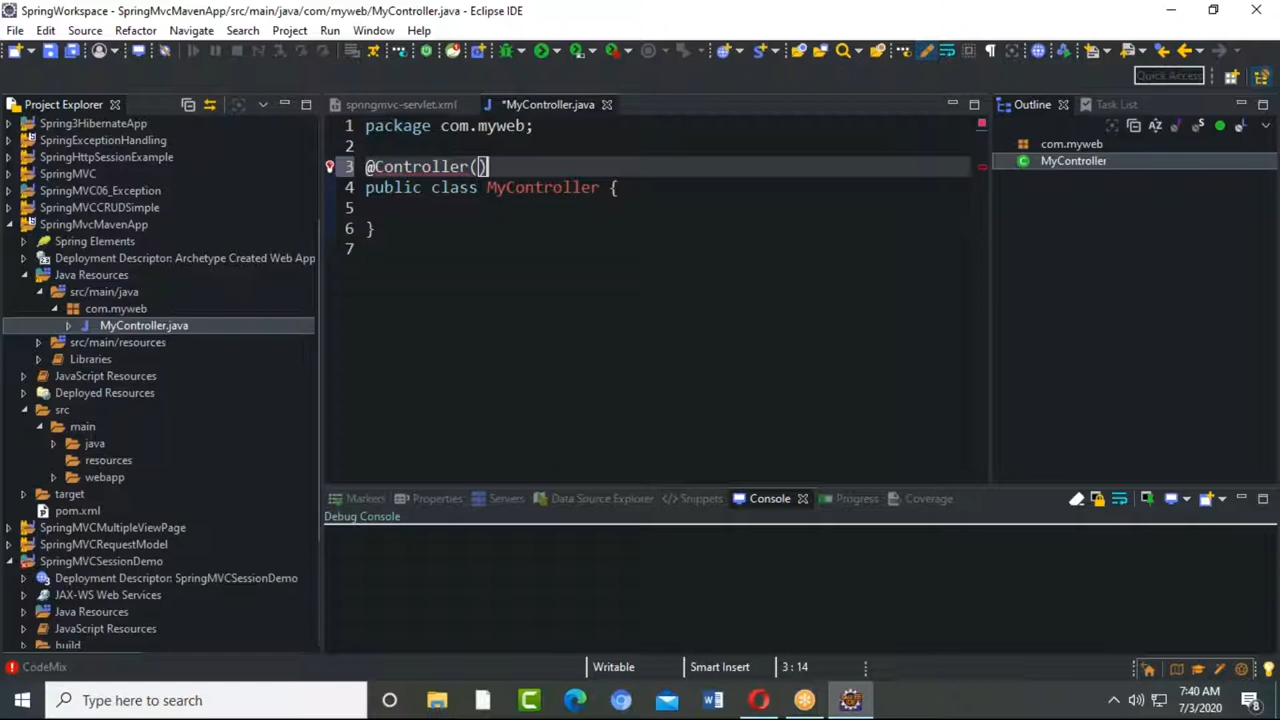 SpringWorkspace - SpringMvcMavenApp/src/main/java/com/myweb/MyController.java - Eclipse IDE
File Edit Source Refactor Navigate Search Project Run Window Help
Quick Access
Project Explorer
springmvc-servlet.xml
*MyController.java
Outline
Task List
Spring3HibernateApp
SpringExceptionHandling
SpringHttpSessionExample
SpringMVC
SpringMVC06_Exception
SpringMVCCRUDSimple
SpringMvcMavenApp
Spring Elements
Deployment Descriptor: Archetype Created Web App
Java Resources
src/main/java
com.myweb
MyController.java
src/main/resources
Libraries
JavaScript Resources
Deployed Resources
src
main
java
resources
webapp
target
pom.xml
SpringMVCMultipleViewPage
SpringMVCRequestModel
SpringMVCSessionDemo
Deployment Descriptor: SpringMVCSessionDemo
JAX-WS Web Services
Java Resources
JavaScript Resources
build
1 package com.myweb;
2
3 @Controller()
4 public class MyController {
5
6 }
7
com.myweb
MyController
Markers Properties Servers Data Source Explorer Snippets Console Progress Coverage
Debug Console
CodeMix
Writable
Smart Insert
3 : 14
Type here to search
7:40 AM
7/3/2020
8